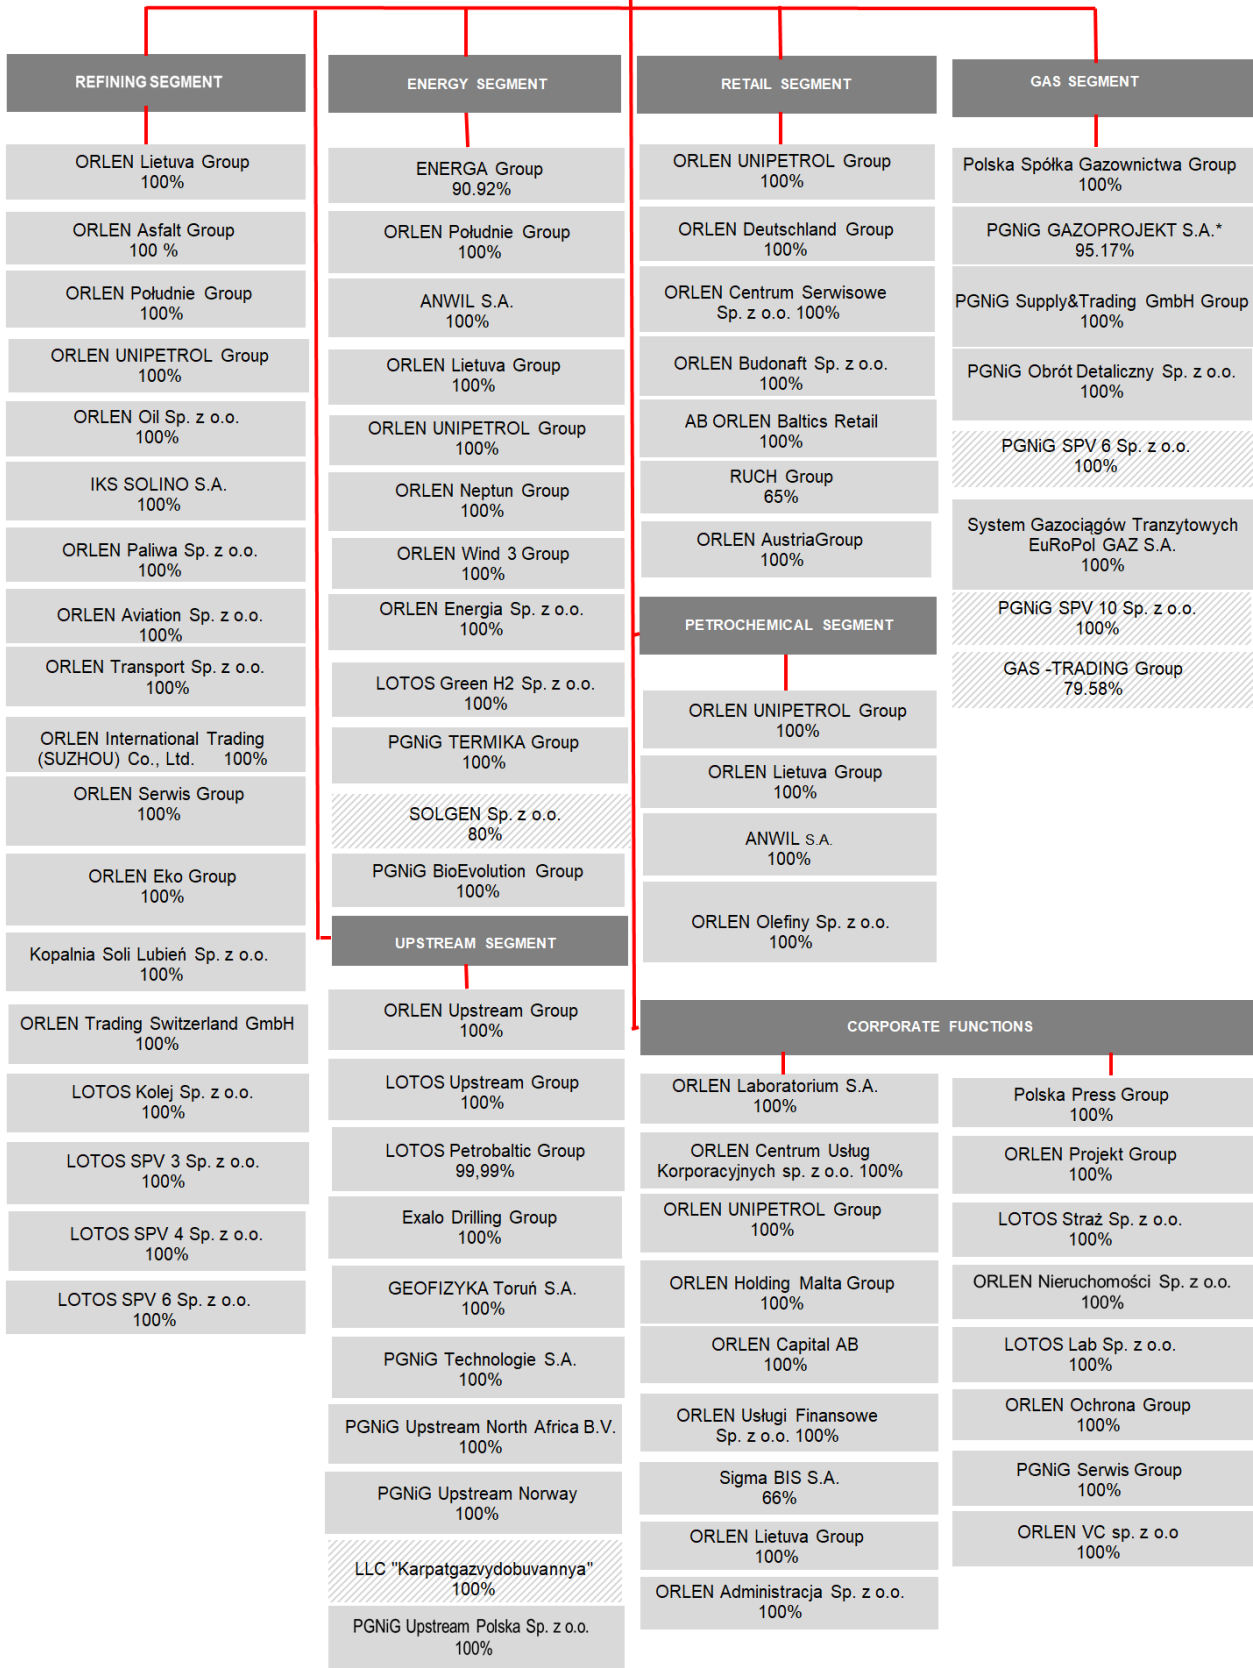 REFINING SEGMENT
ORLEN Lietuva Group
100%
ORLEN Asfalt Group
100 %
ORLEN Południe Group
100%
ORLEN UNIPETROL Group
100%
ORLEN Oil Sp. z o.o.
100%
IKS SOLINO S.A.
100%
ORLEN Paliwa Sp. z o.o.
100%
ORLEN Aviation Sp. z o.o.
100%
ORLEN Transport Sp. z o.o.
100%
ORLEN International Trading
(SUZHOU) Co., Ltd. 100%
ORLEN Serwis Group
100%
ORLEN Eko Group
100%
Kopalnia Soli Lubień Sp. z o.o.
100%
ORLEN Trading Switzerland GmbH
100%
LOTOS Kolej Sp. z o.o.
100%
LOTOS SPV 3 Sp. z o.o.
100%
LOTOS SPV 4 Sp. z o.o.
100%
LOTOS SPV 6 Sp. z o.o.
100%
ENERGY SEGMENT
ENERGA Group
90.92%
ORLEN Południe Group
100%
ANWIL S.A.
100%
ORLEN Lietuva Group
100%
ORLEN UNIPETROL Group
100%
ORLEN Neptun Group
100%
ORLEN Wind 3 Group
100%
ORLEN Energia Sp. z o.o.
100%
LOTOS Green H2 Sp. z o.o.
100%
PGNiG TERMIKA Group
100%
SOLGEN Sp. z o.o.
80%
PGNiG BioEvolution Group
100%
UPSTREAM SEGMENT
ORLEN Upstream Group
100%
LOTOS Upstream Group
100%
LOTOS Petrobaltic Group
99,99%
Exalo Drilling Group
100%
GEOFIZYKA Toruń S.A.
100%
PGNiG Technologie S.A.
100%
PGNiG Upstream North Africa B.V.
100%
PGNiG Upstream Norway
100%
LLC "Karpatgazvydobuvannya"
100%
PGNiG Upstream Polska Sp. z o.o.
100%
RETAIL SEGMENT
ORLEN UNIPETROL Group
100%
ORLEN Deutschland Group
100%
ORLEN Centrum Serwisowe
Sp. z o.o. 100%
ORLEN Budonaft Sp. z o.o.
100%
AB ORLEN Baltics Retail
100%
RUCH Group
65%
ORLEN AustriaGroup
100%
PETROCHEMICAL SEGMENT
ORLEN UNIPETROL Group
100%
ORLEN Lietuva Group
100%
ANWIL S.A.
100%
ORLEN Olefiny Sp. z o.o.
100%
GAS SEGMENT
Polska Spółka Gazownictwa Group
100%
PGNiG GAZOPROJEKT S.A.*
95.17%
PGNiG Supply&Trading GmbH Group
100%
PGNiG Obrót Detaliczny Sp. z o.o.
100%
PGNiG SPV 6 Sp. z o.o.
100%
System Gazociągów Tranzytowych
EuRoPol GAZ S.A.
100%
PGNiG SPV 10 Sp. z o.o.
100%
GAS -TRADING Group
79.58%
CORPORATE FUNCTIONS
ORLEN Laboratorium S.A.
100%
ORLEN Centrum Usług
Korporacyjnych sp. z o.o. 100%
ORLEN UNIPETROL Group
100%
ORLEN Holding Malta Group
100%
ORLEN Capital AB
100%
ORLEN Usługi Finansowe
Sp. z o.o. 100%
Sigma BIS S.A.
66%
ORLEN Lietuva Group
100%
ORLEN Administracja Sp. z o.o.
100%
Polska Press Group
100%
ORLEN Projekt Group
100%
LOTOS Straż Sp. z o.o.
100%
ORLEN Nieruchomości Sp. z o.o.
100%
LOTOS Lab Sp. z o.o.
100%
ORLEN Ochrona Group
100%
PGNiG Serwis Group
100%
ORLEN VC sp. z o.o
100%